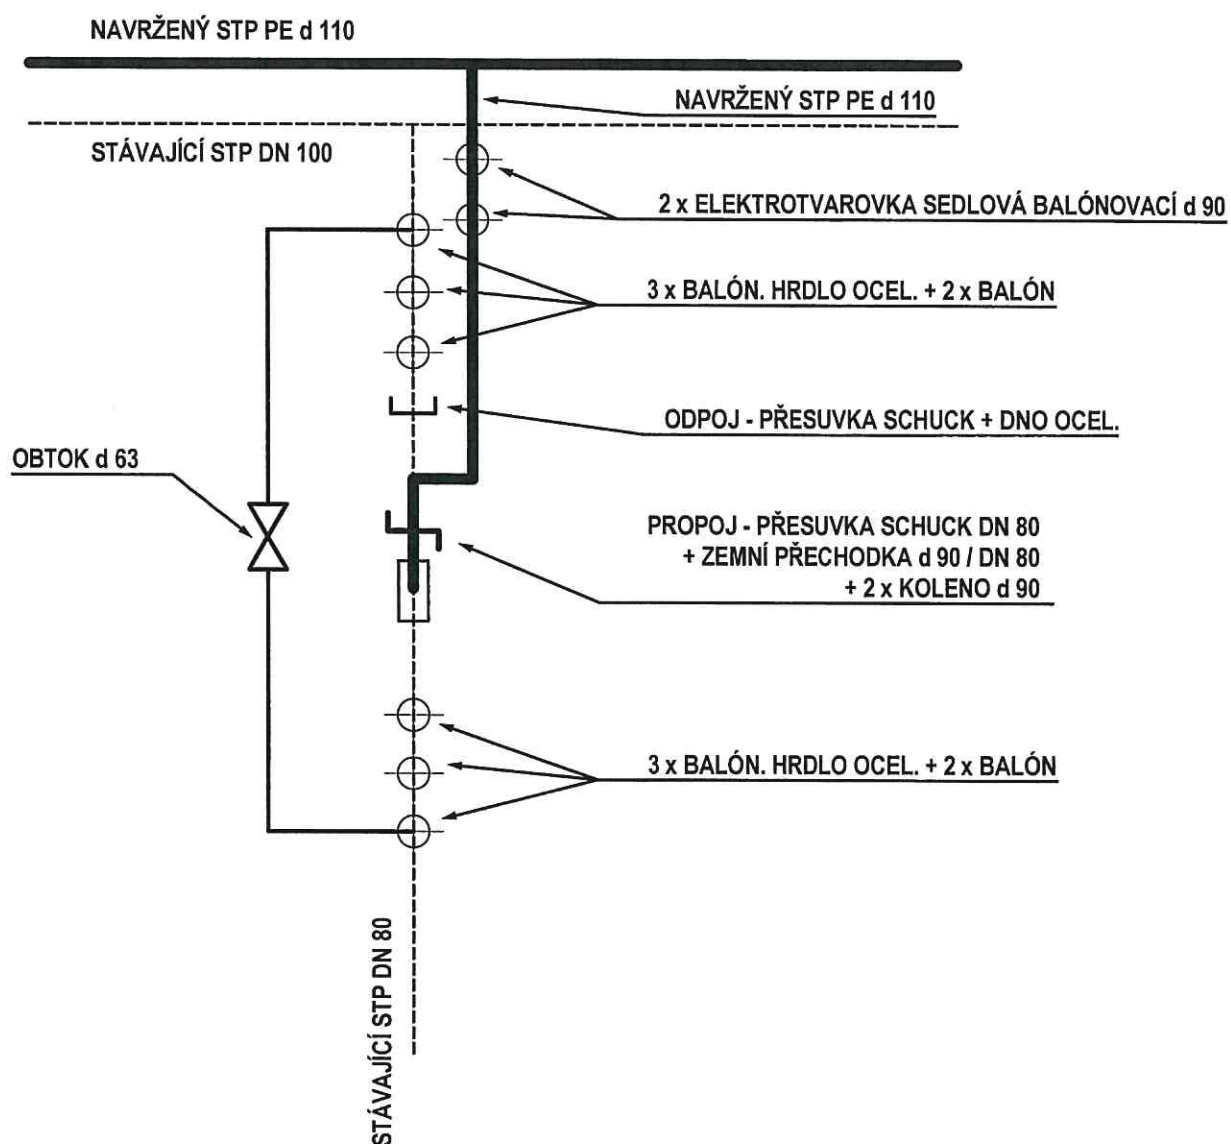 NAVRŽENÝ STP PE d 110
NAVRŽENÝ STP PE d 110
STÁVAJÍCÍ STP DN 100
2 x ELEKTROTVAROVKA SEDLOVÁ BALÓNOVACÍ d 90
3 x BALÓN. HRDLO OCEL. + 2 x BALÓN
ODPOJ - PŘESUVKA SCHUCK + DNO OCEL.
OBTOK d 63
PROPOJ - PŘESUVKA SCHUCK DN 80
+ ZEMNÍ PŘECHODKA d 90 / DN 80
+ 2 x KOLENO d 90
3 x BALÓN. HRDLO OCEL. + 2 x BALÓN
STÁVAJÍCÍ STP DN 80